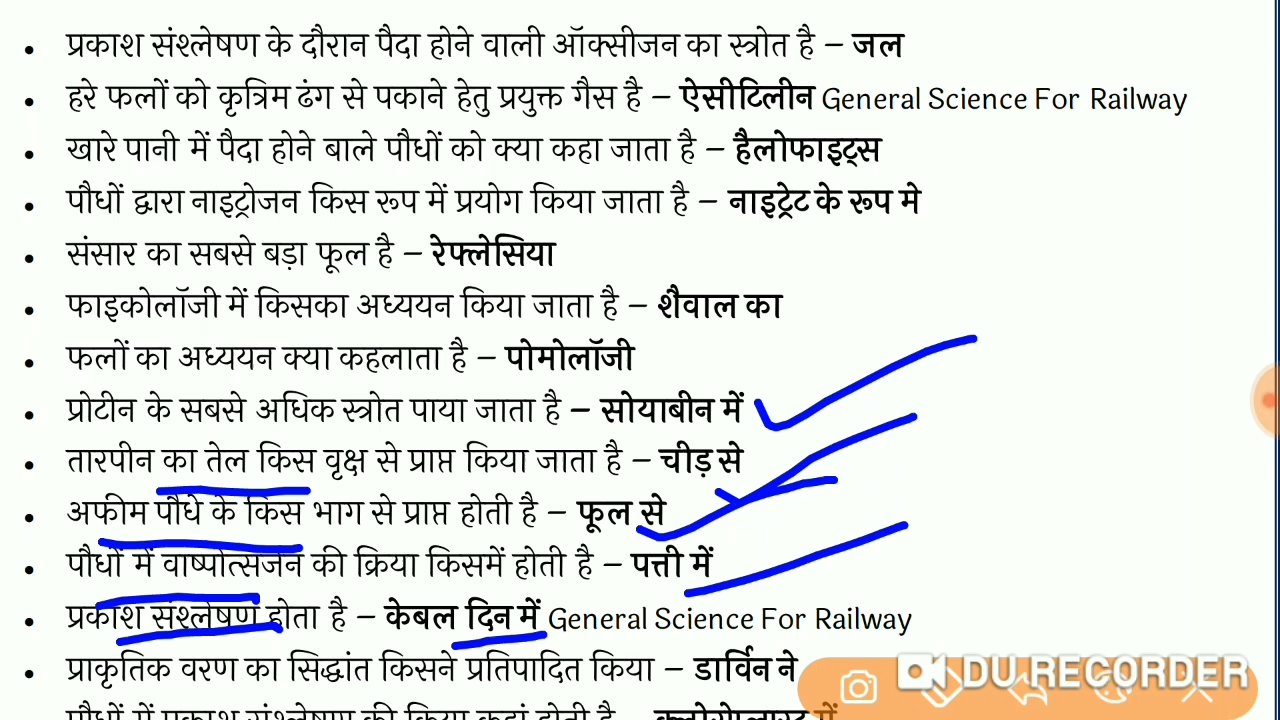 • प्रकाश संश्लेषण के दौरान पैदा होने वाली ऑक्सीजन का स्त्रोत है – जल
• हरे फलों को कृत्रिम ढंग से पकाने हेतु प्रयुक्त गैस है – ऐसीटिलीन General Science For Railway
• खारे पानी में पैदा होने बाले पौधों को क्या कहा जाता है – हैलोफाइट्स
• पौधों द्वारा नाइट्रोजन किस रूप में प्रयोग किया जाता है – नाइट्रेट के रूप मे
• संसार का सबसे बड़ा फूल है – रेफ्लेसिया
• फाइकोलॉजी में किसका अध्ययन किया जाता है – शैवाल का
• फलों का अध्ययन क्या कहलाता है – पोमोलॉजी
• प्रोटीन के सबसे अधिक स्त्रोत पाया जाता है – सोयाबीन में
• तारपीन का तेल किस वृक्ष से प्राप्त किया जाता है – चीड़ से
• अफीम पौधे के किस भाग से प्राप्त होती है – फूल से
• पौधों में वाष्पोत्सर्जन की क्रिया किसमें होती है – पत्ती में
• प्रकाश संश्लेषण होता है – केबल दिन में General Science For Railway
• प्राकृतिक वरण का सिद्धांत किसने प्रतिपादित किया – डार्विन ने
DU RECORDER